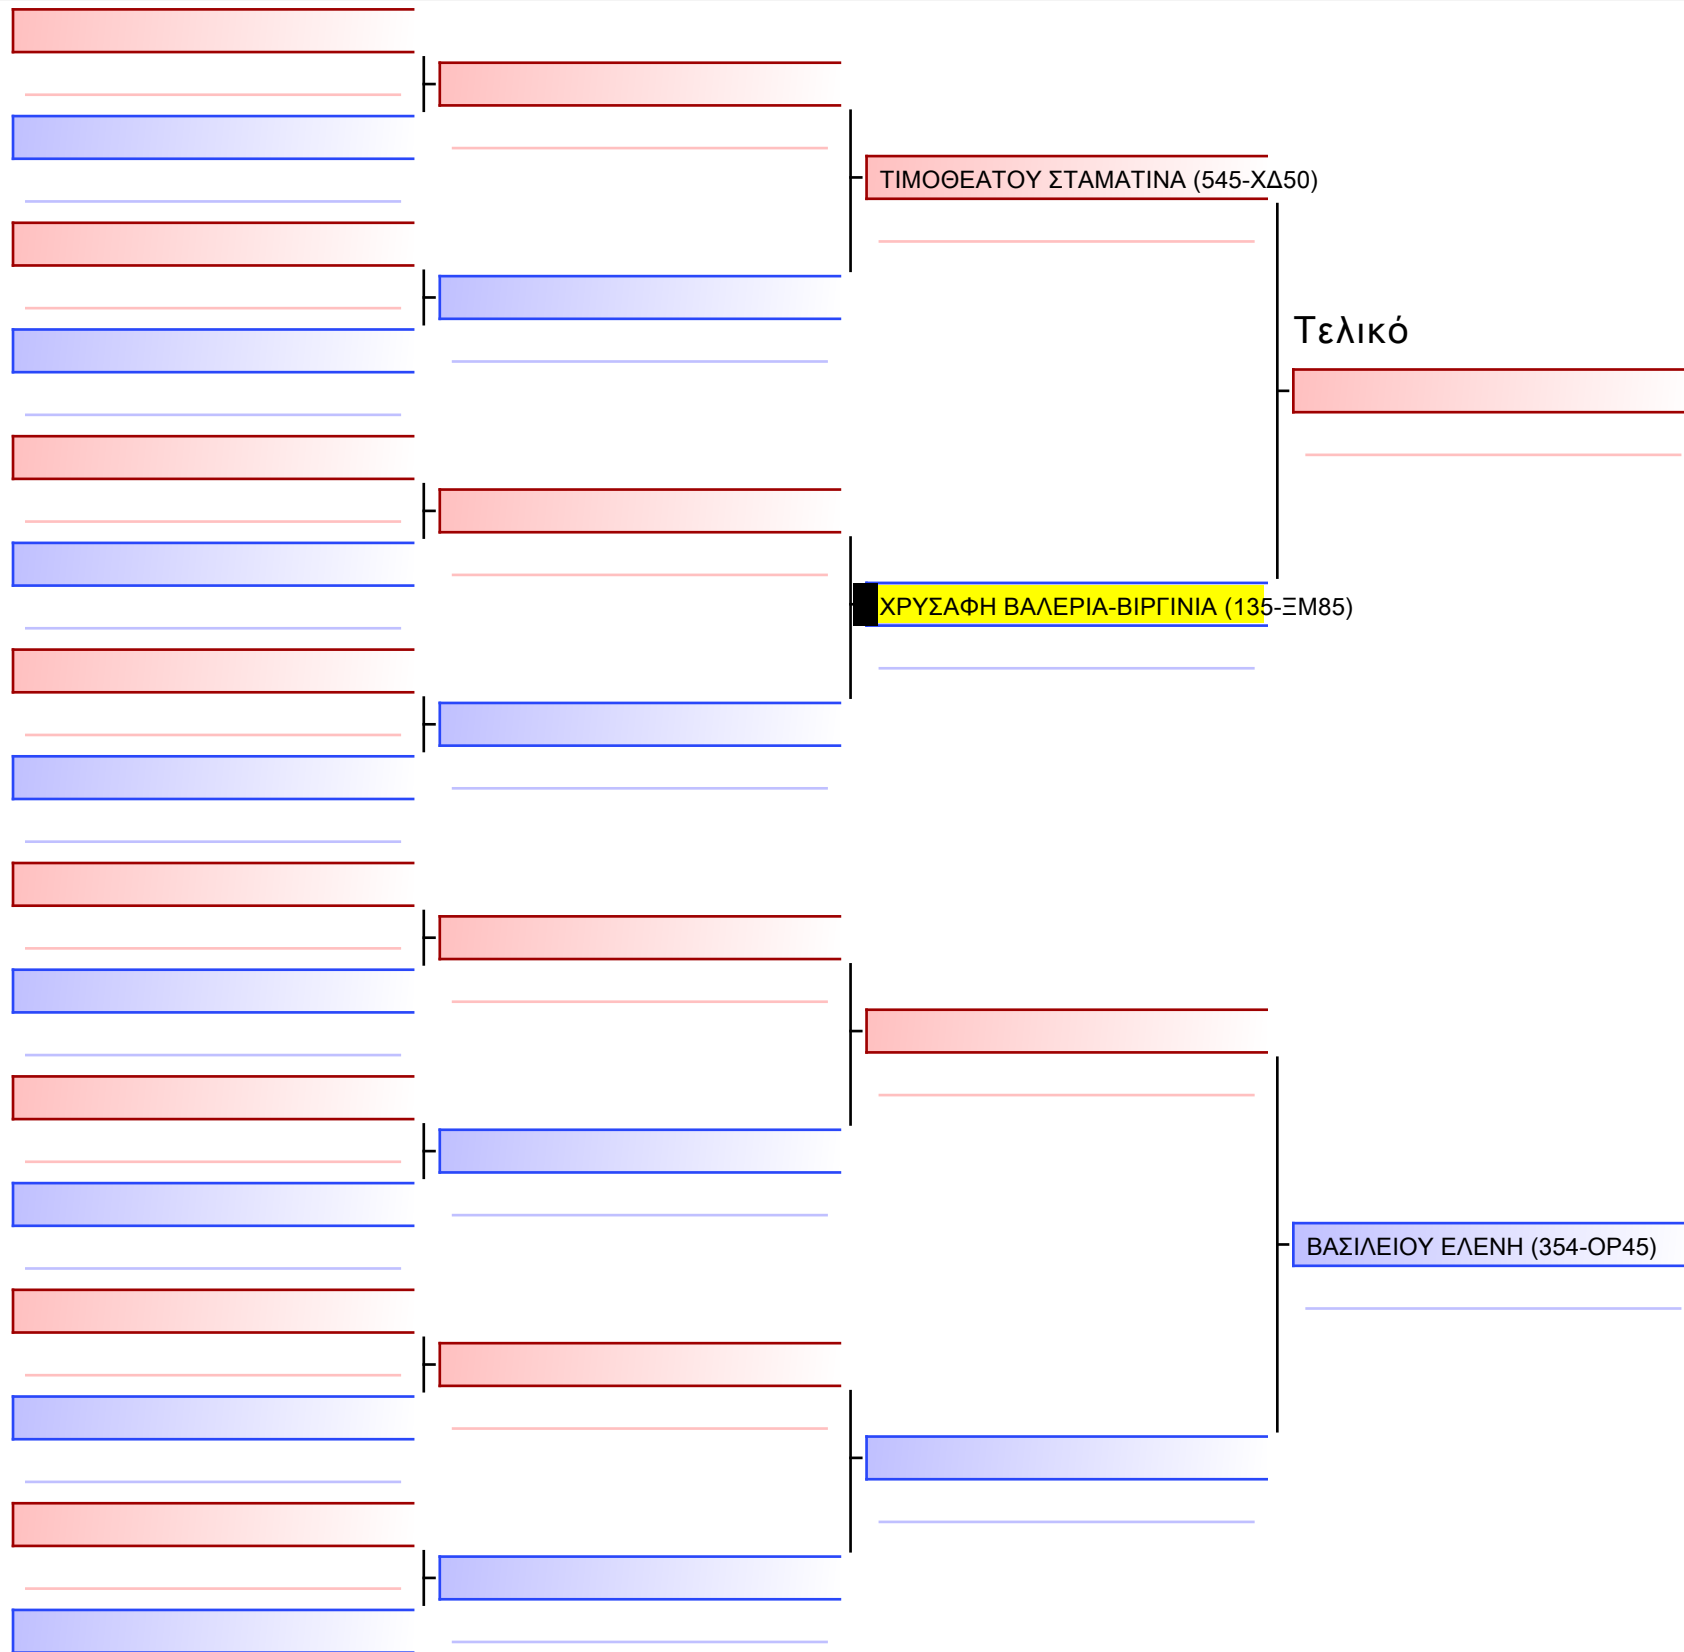 ΤΙΜΟΘΕΑΤΟΥ ΣΤΑΜΑΤΙΝΑ (545-ΧΔ50)
Τελικό
ΧΡΥΣΑΦΗ ΒΑΛΕΡΙΑ-ΒΙΡΓΙΝΙΑ (135-ΞΜ85)
ΒΑΣΙΛΕΙΟΥ ΕΛΕΝΗ (354-ΟΡ45)